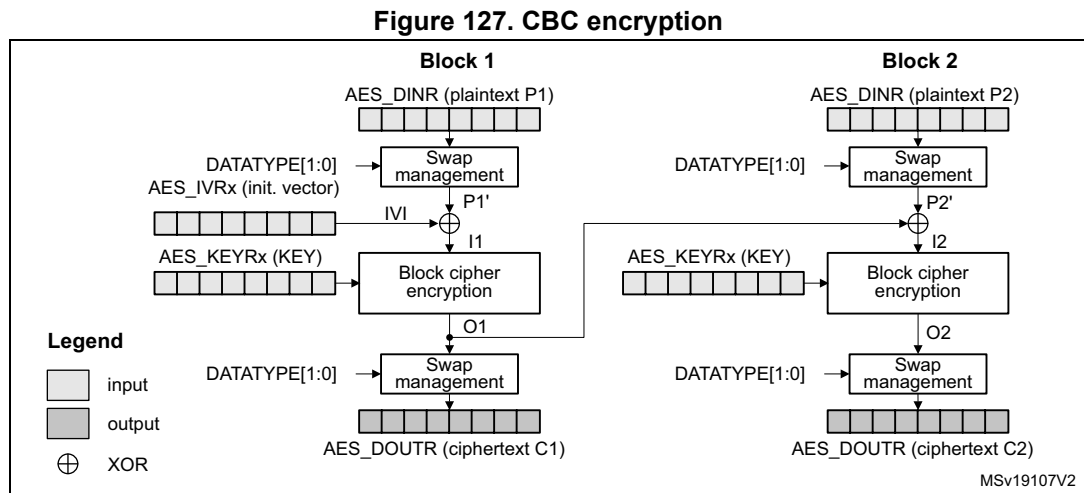 Figure 127. CBC encryption
Block 1
Block 2
AES_DINR (plaintext P1)
AES_DINR (plaintext P2)
DATATYPE[1:0]
Swap
management
DATATYPE[1:0]
Swap
management
AES_IVRx (init. vector)
P1'
P2'
IVI
I1
I2
AES_KEYRx (KEY)
AES_KEYRx (KEY)
Block cipher
encryption
Block cipher
encryption
O1
O2
Legend
input
output
XOR
DATATYPE[1:0]
Swap
management
DATATYPE[1:0]
Swap
management
AES_DOUTR (ciphertext C1)
AES_DOUTR (ciphertext C2)
MSv19107V2